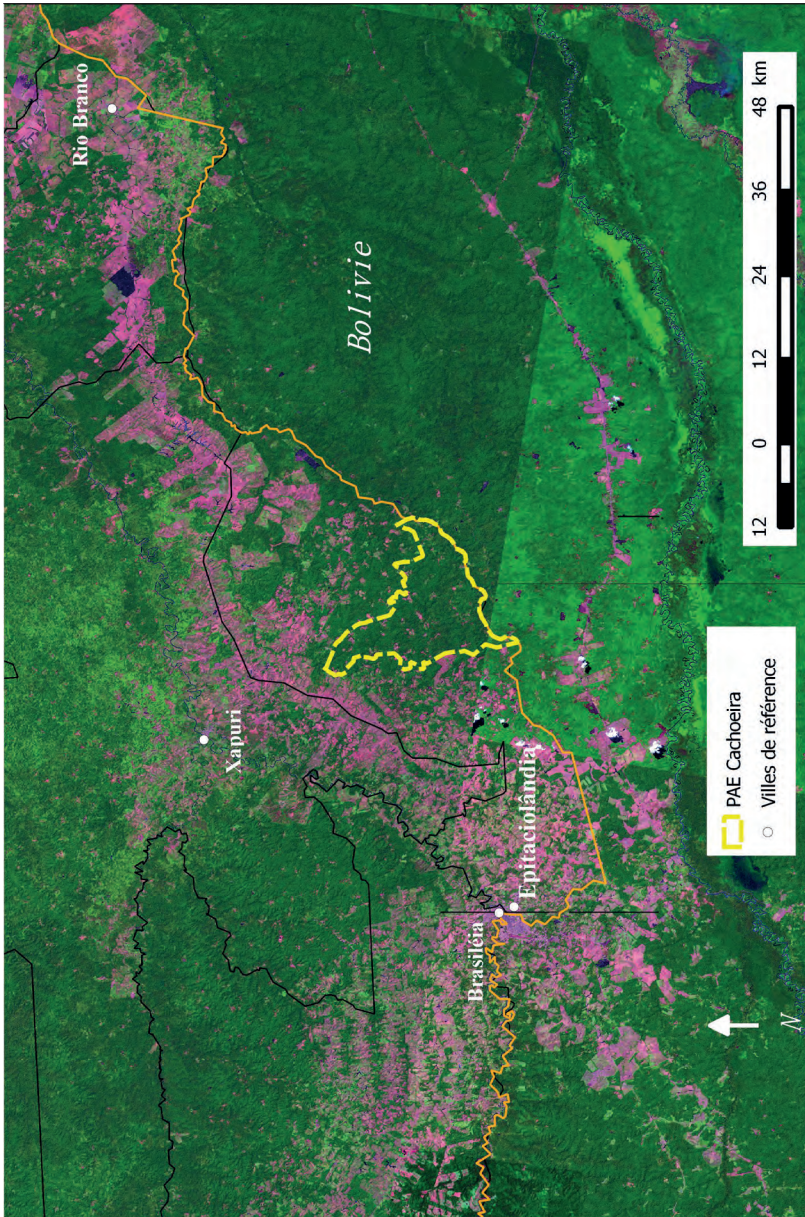 Rio Branco
Bolivie
Xapuri
Epitaciolândia
Brasiléia
PAE Cachoeira
Villes de référence
12 0 12 24 36 48 km
N